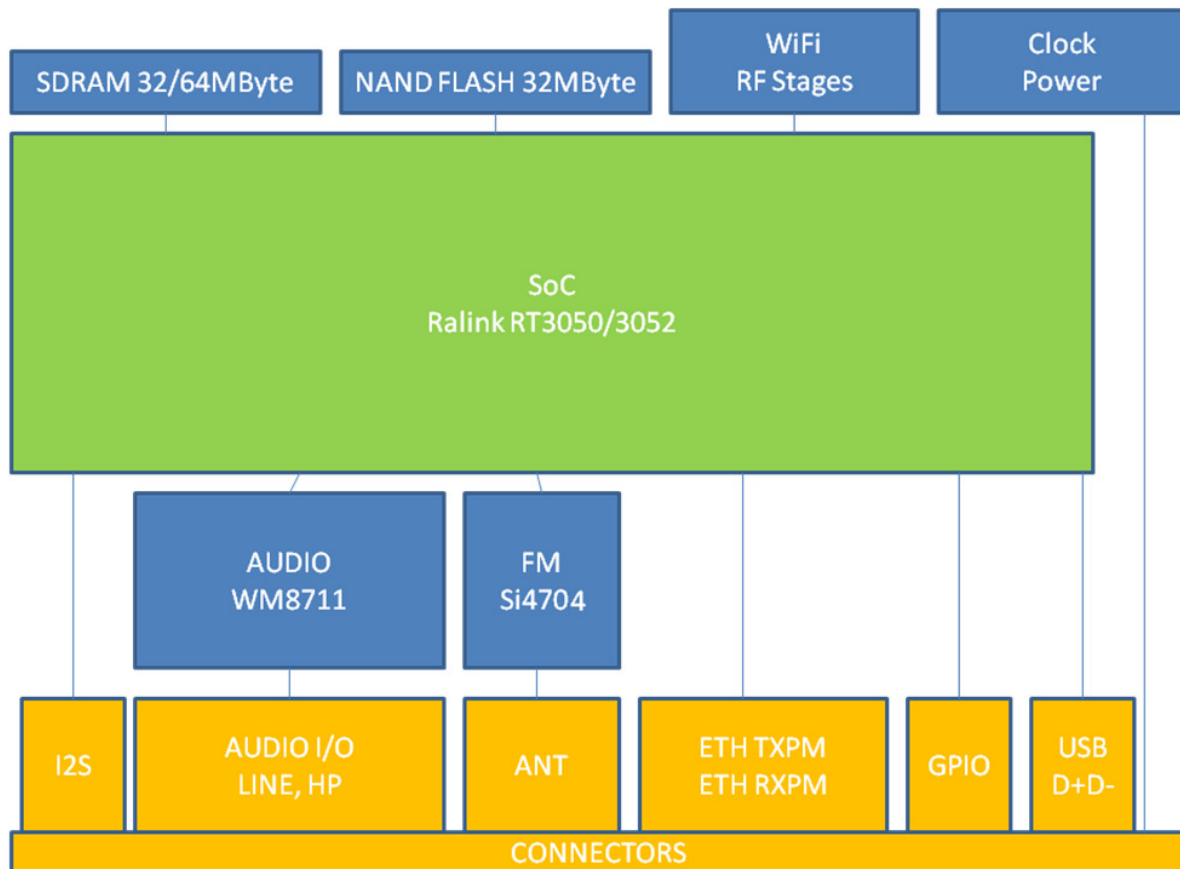 SDRAM 32/64MByte
NAND FLASH 32MByte
WiFi
RF Stages
Clock
Power
SoC
Ralink RT3050/3052
AUDIO
WM8711
FM
Si4704
I2S
AUDIO I/O
LINE, HP
ANT
ETH TXPM
ETH RXPM
GPIO
USB
D+D-
CONNECTORS